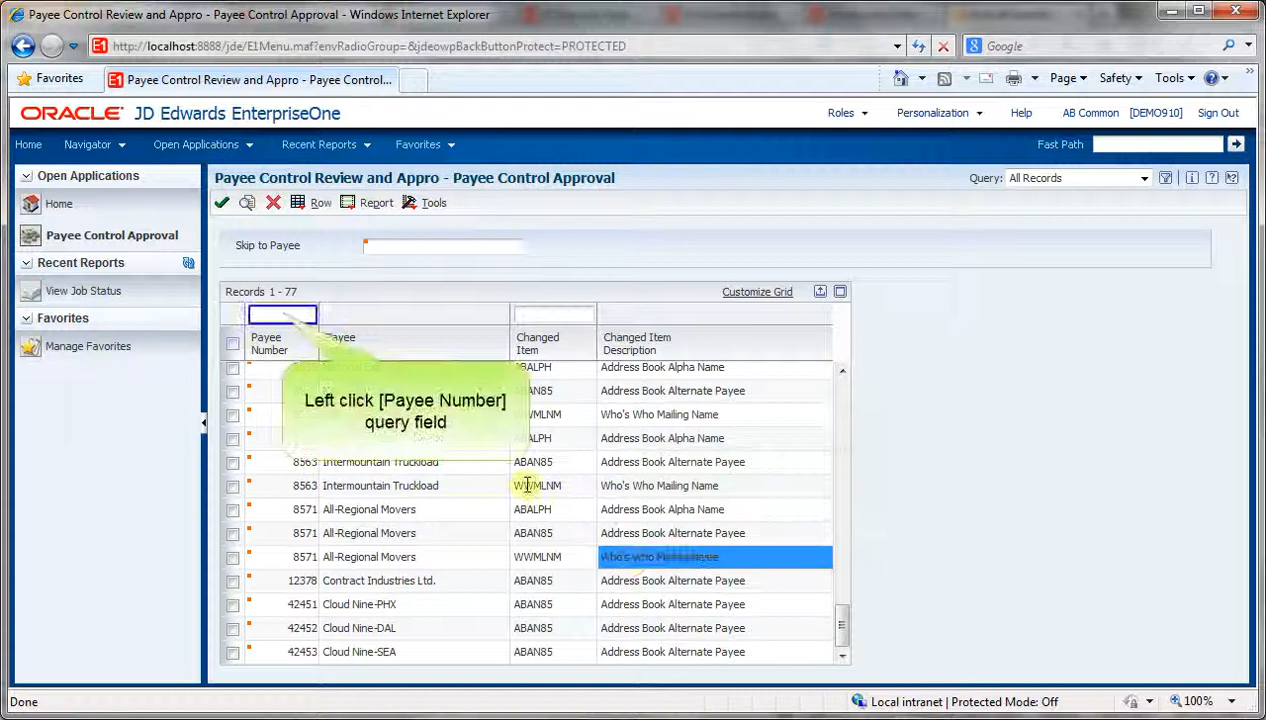 Payee Control Review and Appro - Payee Control Approval - Windows Internet Explorer
http://localhost:8888/jde/E1Menu.maf?envRadioGroup=&jdeowpBackButtonProtect=PROTECTED
Google
Favorites
Payee Control Review and Appro - Payee Control...
Page Safety Tools
ORACLE JD Edwards EnterpriseOne
Roles Personalization Help AB Common [DEMO910] Sign Out
Home Navigator Open Applications Recent Reports Favorites Fast Path
Open Applications
Home
Payee Control Approval
Recent Reports
View Job Status
Favorites
Manage Favorites
Payee Control Review and Appro - Payee Control Approval
Query: All Records
Row Report Tools
Skip to Payee
Records 1 - 77
Customize Grid
Payee Number Payee Changed Item Changed Item Description
ABALPH Address Book Alpha Name
ABAN85 Address Book Alternate Payee
WWMLNM Who's Who Mailing Name
ABALPH Address Book Alpha Name
Left click [Payee Number]
query field
8563 Intermountain Truckload ABAN85 Address Book Alternate Payee
8563 Intermountain Truckload WWMLNM Who's Who Mailing Name
8571 All-Regional Movers ABALPH Address Book Alpha Name
8571 All-Regional Movers ABAN85 Address Book Alternate Payee
8571 All-Regional Movers WWMLNM Who's Who Mailing Name
12378 Contract Industries Ltd. ABAN85 Address Book Alternate Payee
42451 Cloud Nine-PHX ABAN85 Address Book Alternate Payee
42452 Cloud Nine-DAL ABAN85 Address Book Alternate Payee
42453 Cloud Nine-SEA ABAN85 Address Book Alternate Payee
Done
Local intranet | Protected Mode: Off
100%